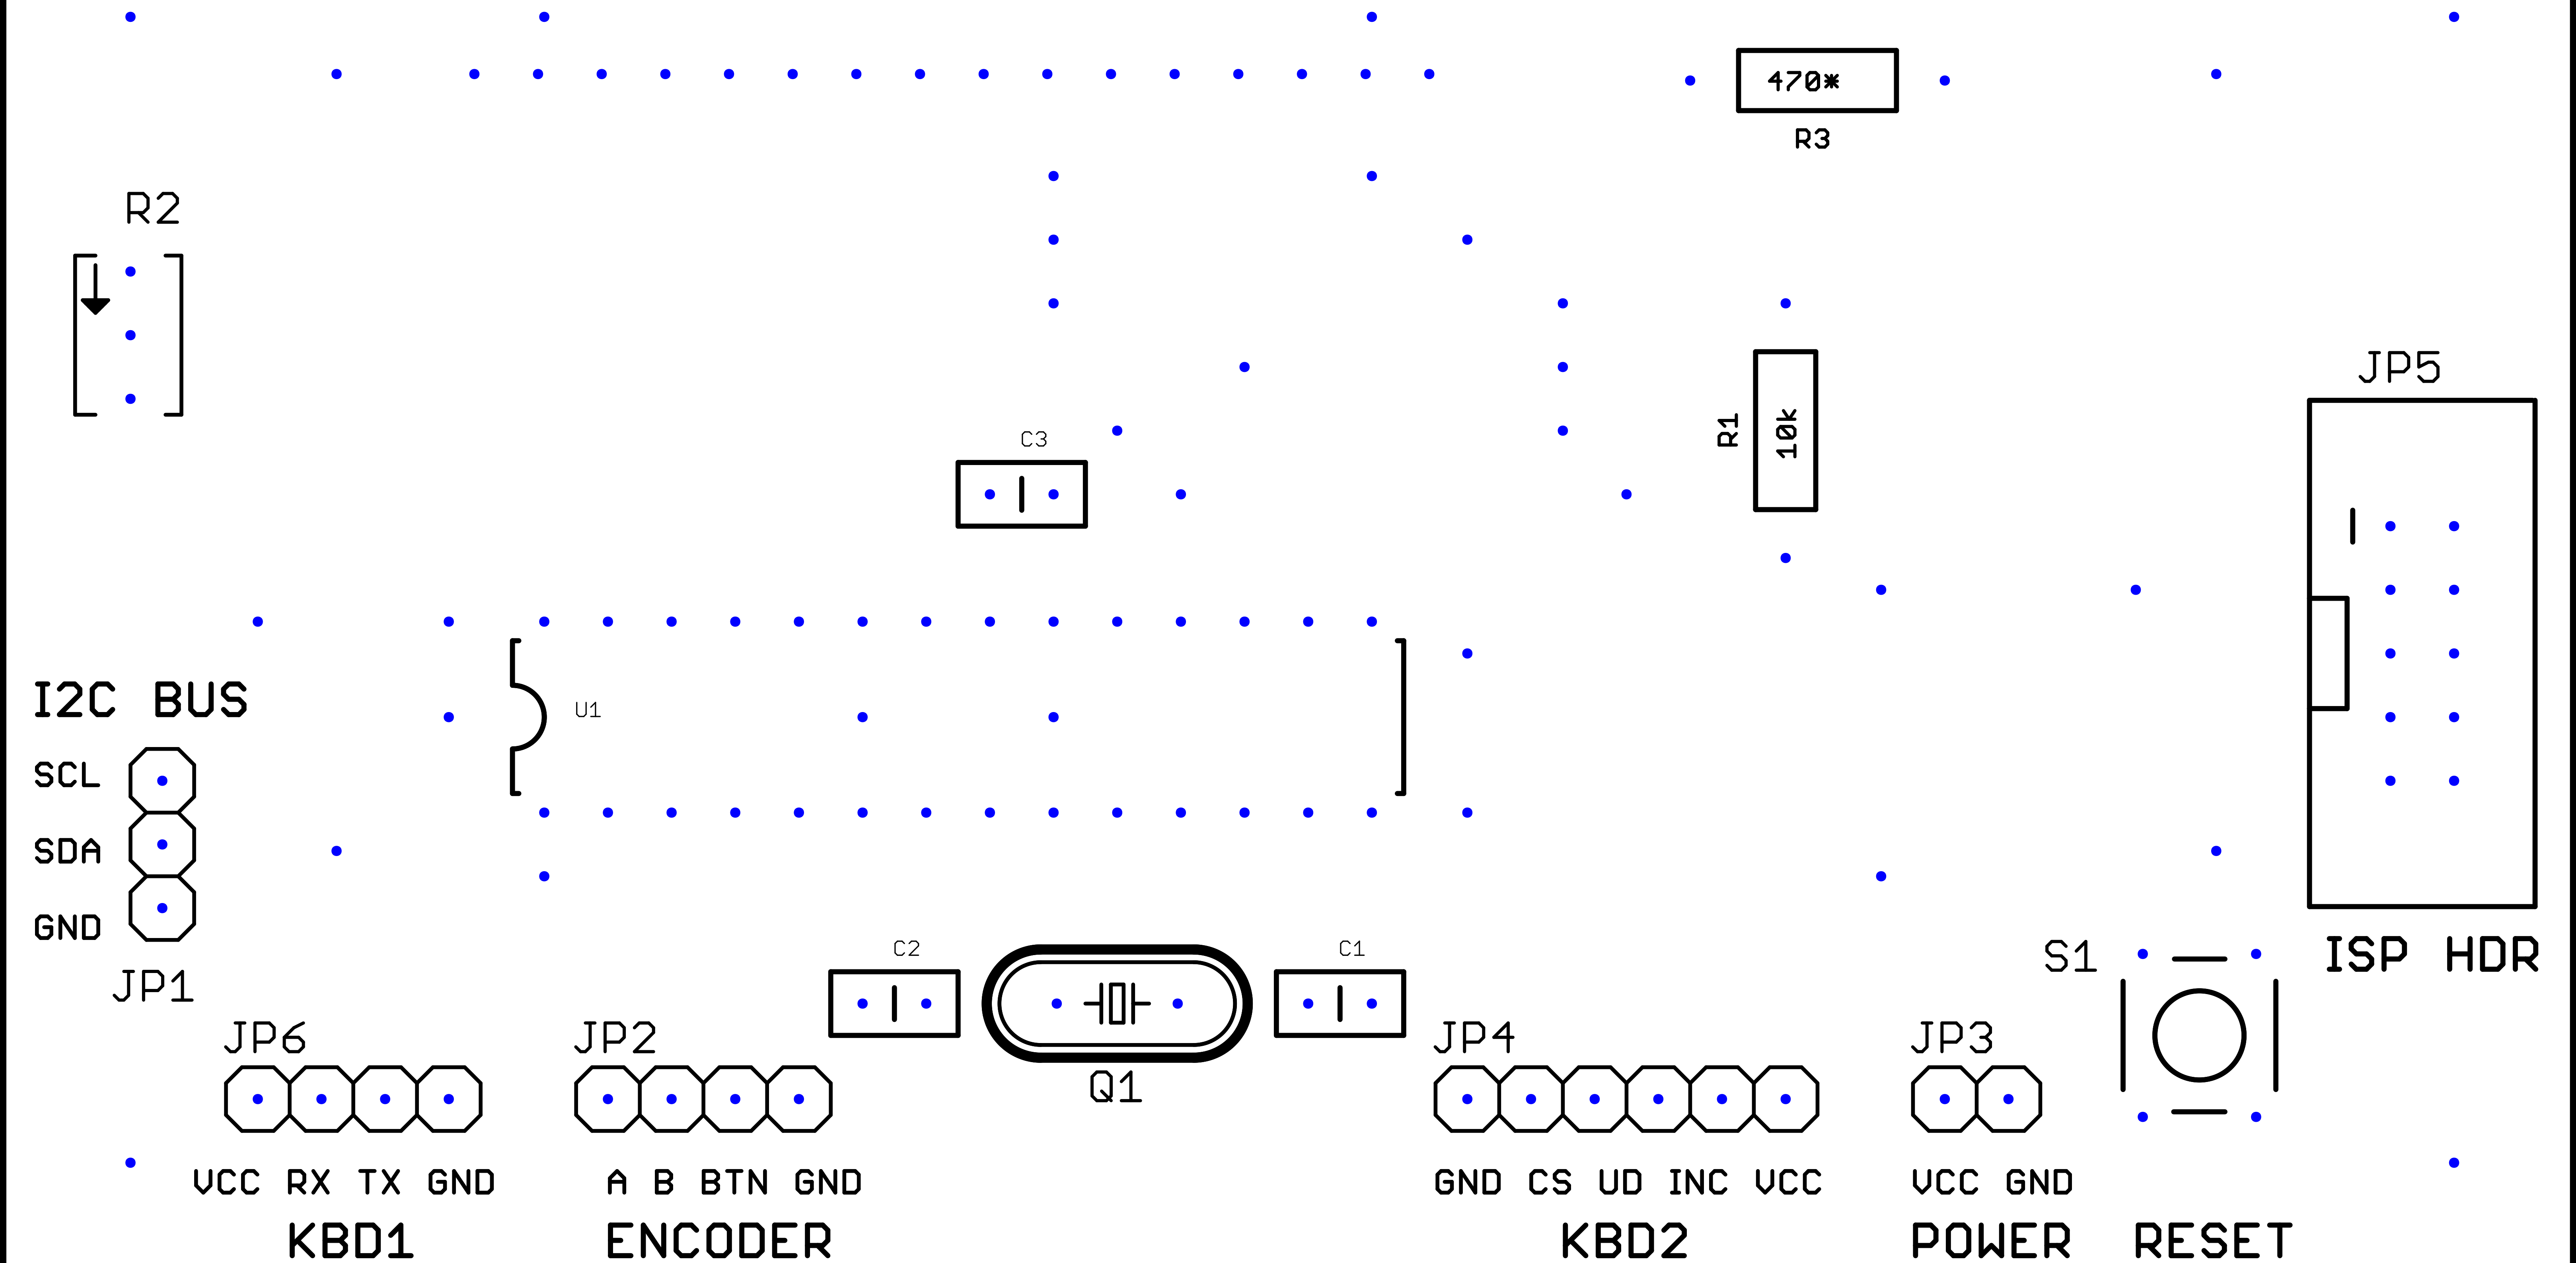 470*
R3
R2
JP5
R1
10k
C3
I2C BUS
U1
SCL
SDA
GND
JP1
C2
C1
S1
ISP HDR
JP6
JP2
Q1
JP4
JP3
VCC RX TX GND
A B BTN GND
GND CS UD INC VCC
VCC GND
KBD1
ENCODER
KBD2
POWER
RESET